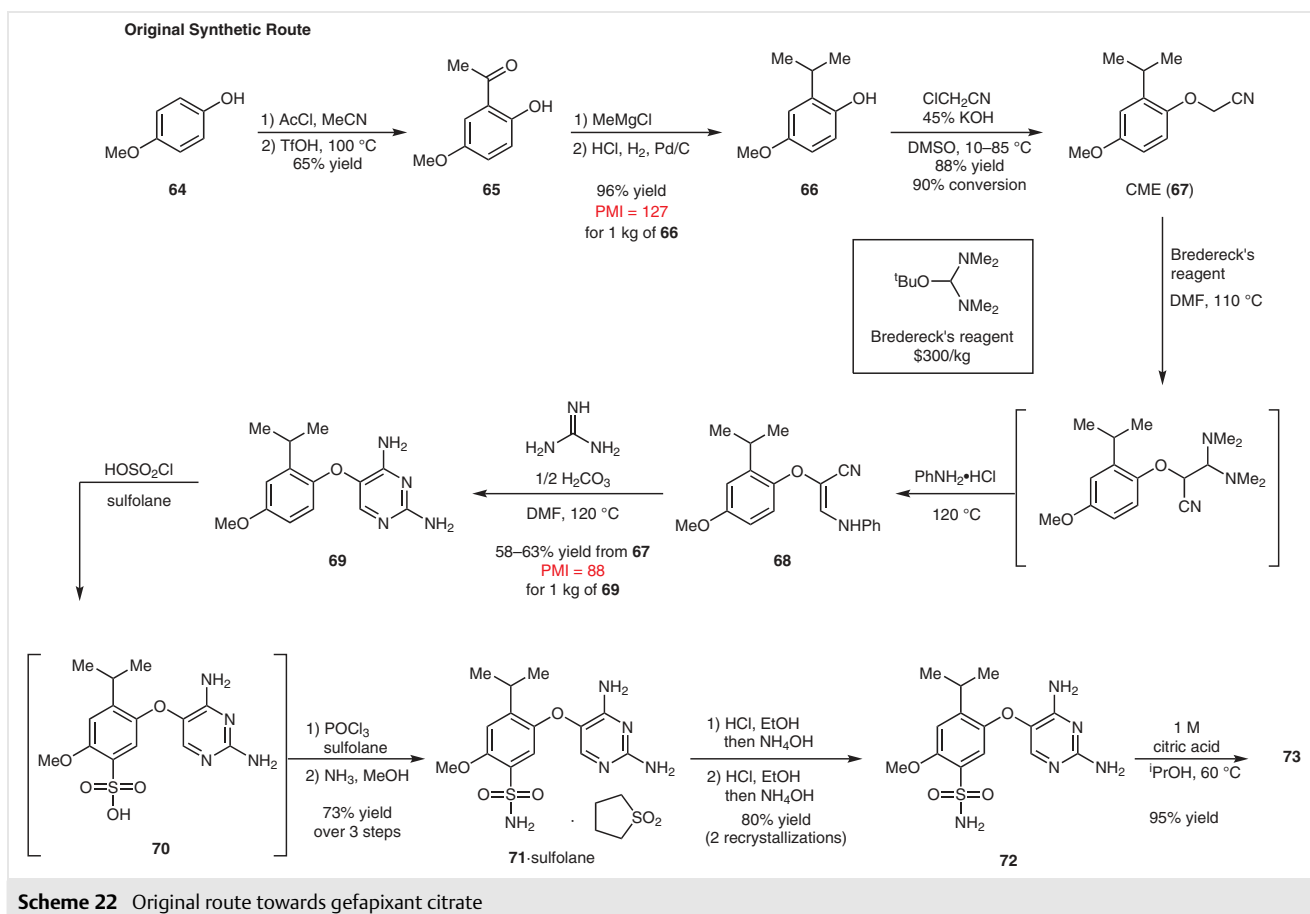 Original Synthetic Route
OH
MeO
64
1) AcCl, MeCN
2) TfOH, 100 °C
65% yield
Me
O
OH
MeO
65
1) MeMgCl
2) HCl, H2, Pd/C
96% yield
PMI = 127
for 1 kg of 66
Me
Me
OH
MeO
66
ClCH2CN
45% KOH
DMSO, 10–85 °C
88% yield
90% conversion
Me
Me
O
CN
MeO
CME (67)
Bredereck's
reagent
DMF, 110 °C
NMe2
tBuO
NMe2
Bredereck's reagent
$300/kg
Me
Me
NMe2
O
NMe2
MeO
CN
PhNH2•HCl
120 °C
Me
Me
O
CN
MeO
NHPh
68
NH
H2N
NH2
1/2 H2CO3
DMF, 120 °C
58–63% yield from 67
PMI = 88
for 1 kg of 69
Me
Me
NH2
O
N
MeO
N
NH2
69
HOSO2Cl
sulfolane
Me
Me
NH2
O
N
MeO
N
NH2
O
S
O
OH
70
1) POCl3
sulfolane
2) NH3, MeOH
73% yield
over 3 steps
Me
Me
NH2
O
N
MeO
N
NH2
O
S
O
NH2
·
SO2
71·sulfolane
1) HCl, EtOH
then NH4OH
2) HCl, EtOH
then NH4OH
80% yield
(2 recrystallizations)
Me
Me
NH2
O
N
MeO
N
NH2
O
S
O
NH2
72
1 M
citric acid
iPrOH, 60 °C
95% yield
73
Scheme 22 Original route towards gefapixant citrate